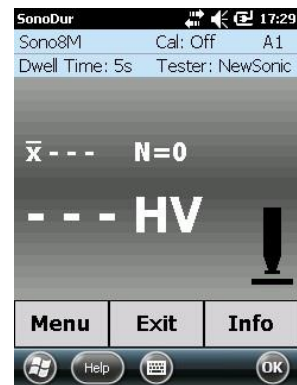 SonoDur 17:29
Sono8M Cal: Off A1
Dwell Time: 5s Tester: NewSonic
x̅ - - - N=0
- - - HV
Menu Exit Info
Help OK